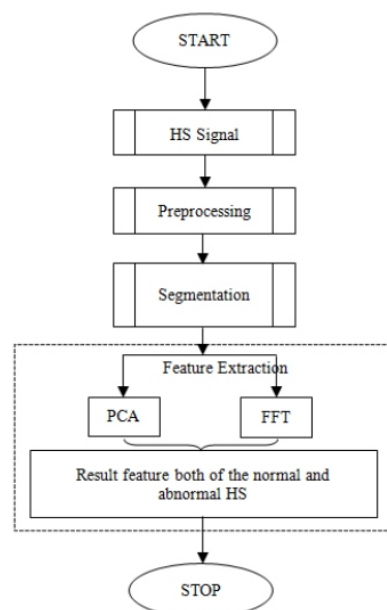 START
HS Signal
Preprocessing
Segmentation
Feature Extraction
PCA
FFT
Result feature both of the normal and
abnormal HS
STOP